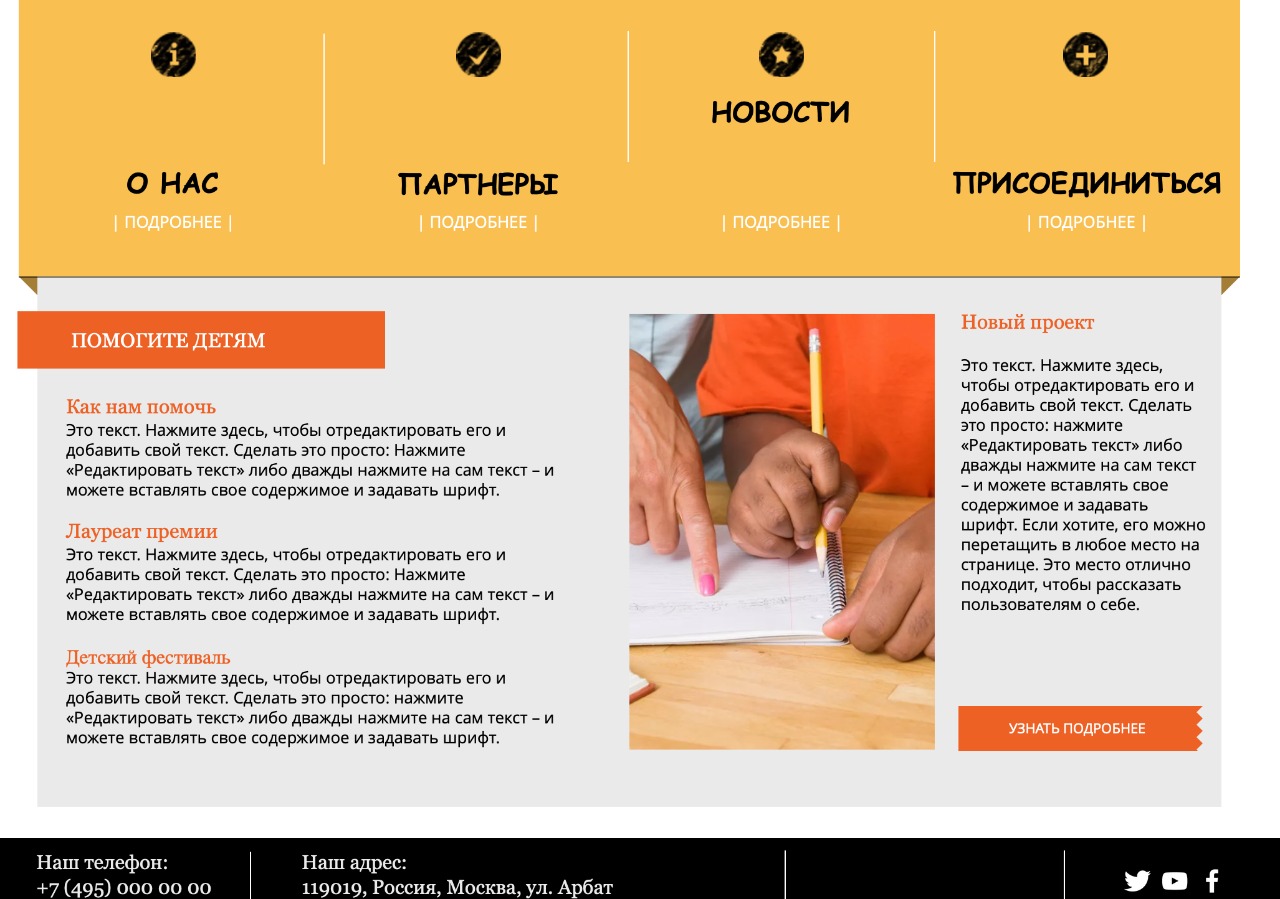 НОВОСТИ
О НАС
ПАРТНЕРЫ
ПРИСОЕДИНИТЬСЯ
| ПОДРОБНЕЕ |
| ПОДРОБНЕЕ |
| ПОДРОБНЕЕ |
| ПОДРОБНЕЕ |
ПОМОГИТЕ ДЕТЯМ
Как нам помочь
Это текст. Нажмите здесь, чтобы отредактировать его и
добавить свой текст. Сделать это просто: Нажмите
«Редактировать текст» либо дважды нажмите на сам текст – и
можете вставлять свое содержимое и задавать шрифт.
Лауреат премии
Это текст. Нажмите здесь, чтобы отредактировать его и
добавить свой текст. Сделать это просто: Нажмите
«Редактировать текст» либо дважды нажмите на сам текст – и
можете вставлять свое содержимое и задавать шрифт.
Детский фестиваль
Это текст. Нажмите здесь, чтобы отредактировать его и
добавить свой текст. Сделать это просто: нажмите
«Редактировать текст» либо дважды нажмите на сам текст – и
можете вставлять свое содержимое и задавать шрифт.
Новый проект
Это текст. Нажмите здесь,
чтобы отредактировать его и
добавить свой текст. Сделать
это просто: нажмите
«Редактировать текст» либо
дважды нажмите на сам текст
– и можете вставлять свое
содержимое и задавать
шрифт. Если хотите, его можно
перетащить в любое место на
странице. Это место отлично
подходит, чтобы рассказать
пользователям о себе.
УЗНАТЬ ПОДРОБНЕЕ
Наш телефон:
+7 (495) 000 00 00
Наш адрес:
119019, Россия, Москва, ул. Арбат